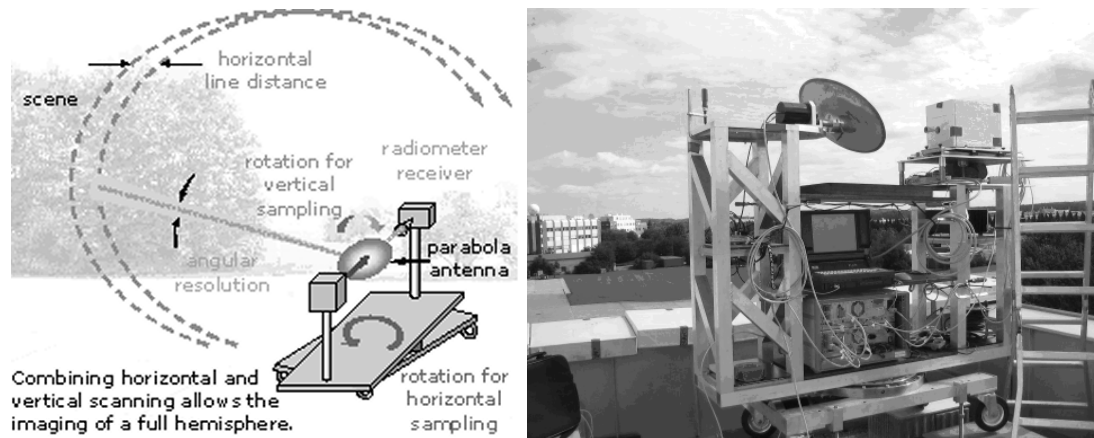 horizontal
line distance
scene
rotation for
vertical
sampling
radiometer
receiver
parabola
antenna
angular
resolution
Combining horizontal and
vertical scanning allows the
imaging of a full hemisphere.
rotation for
horizontal
sampling